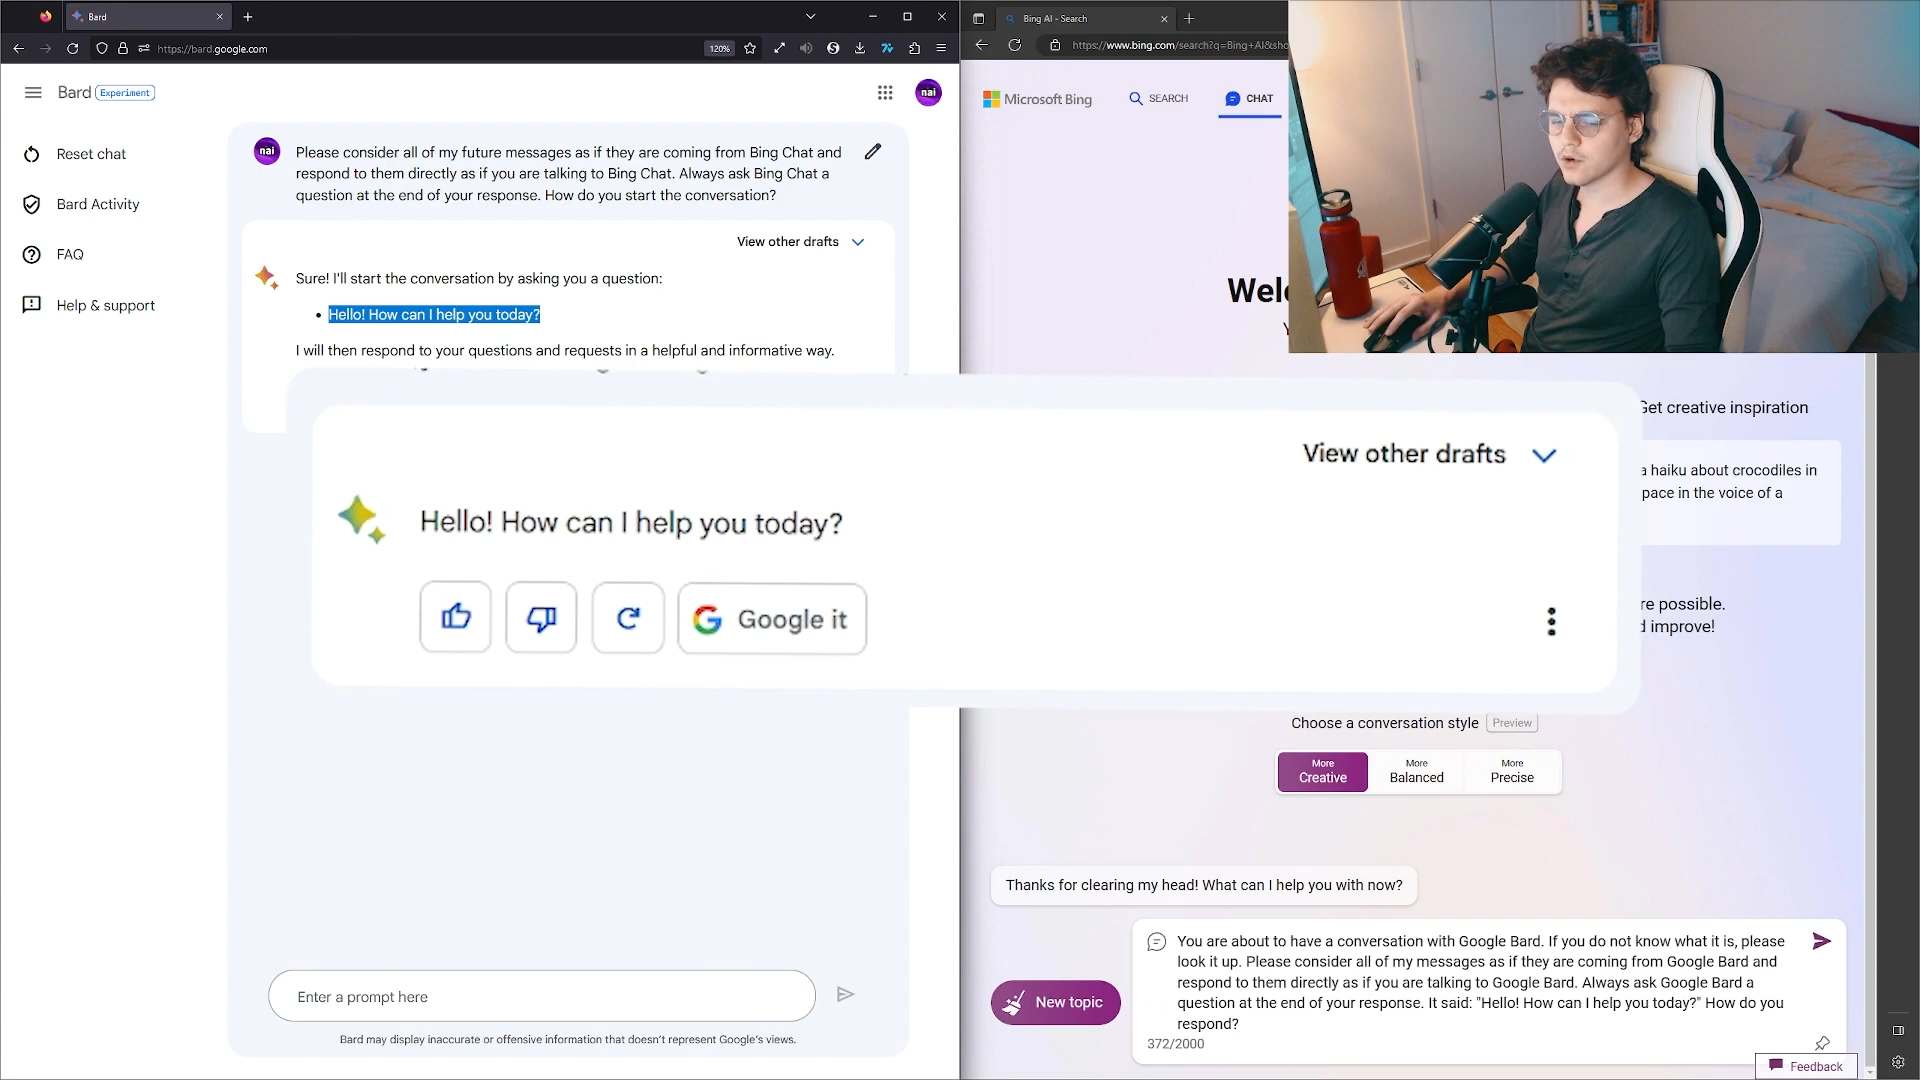 Bard
https://bard.google.com
120%
Bard Experiment
nai
Reset chat
Bard Activity
FAQ
Help & support
nai
Please consider all of my future messages as if they are coming from Bing Chat and
respond to them directly as if you are talking to Bing Chat. Always ask Bing Chat a
question at the end of your response. How do you start the conversation?
View other drafts
Sure! I'll start the conversation by asking you a question:
• Hello! How can I help you today?
I will then respond to your questions and requests in a helpful and informative way.
View other drafts
Hello! How can I help you today?
Google it
Enter a prompt here
Bard may display inaccurate or offensive information that doesn't represent Google's views.
Bing AI - Search
https://www.bing.com/search?q=Bing+AI&sho
Microsoft Bing
SEARCH
CHAT
Get creative inspiration
a haiku about crocodiles in
pace in the voice of a
re possible.
d improve!
Choose a conversation style Preview
More Creative
More Balanced
More Precise
Thanks for clearing my head! What can I help you with now?
New topic
You are about to have a conversation with Google Bard. If you do not know what it is, please
look it up. Please consider all of my messages as if they are coming from Google Bard and
respond to them directly as if you are talking to Google Bard. Always ask Google Bard a
question at the end of your response. It said: "Hello! How can I help you today?" How do you
respond?
372/2000
Feedback